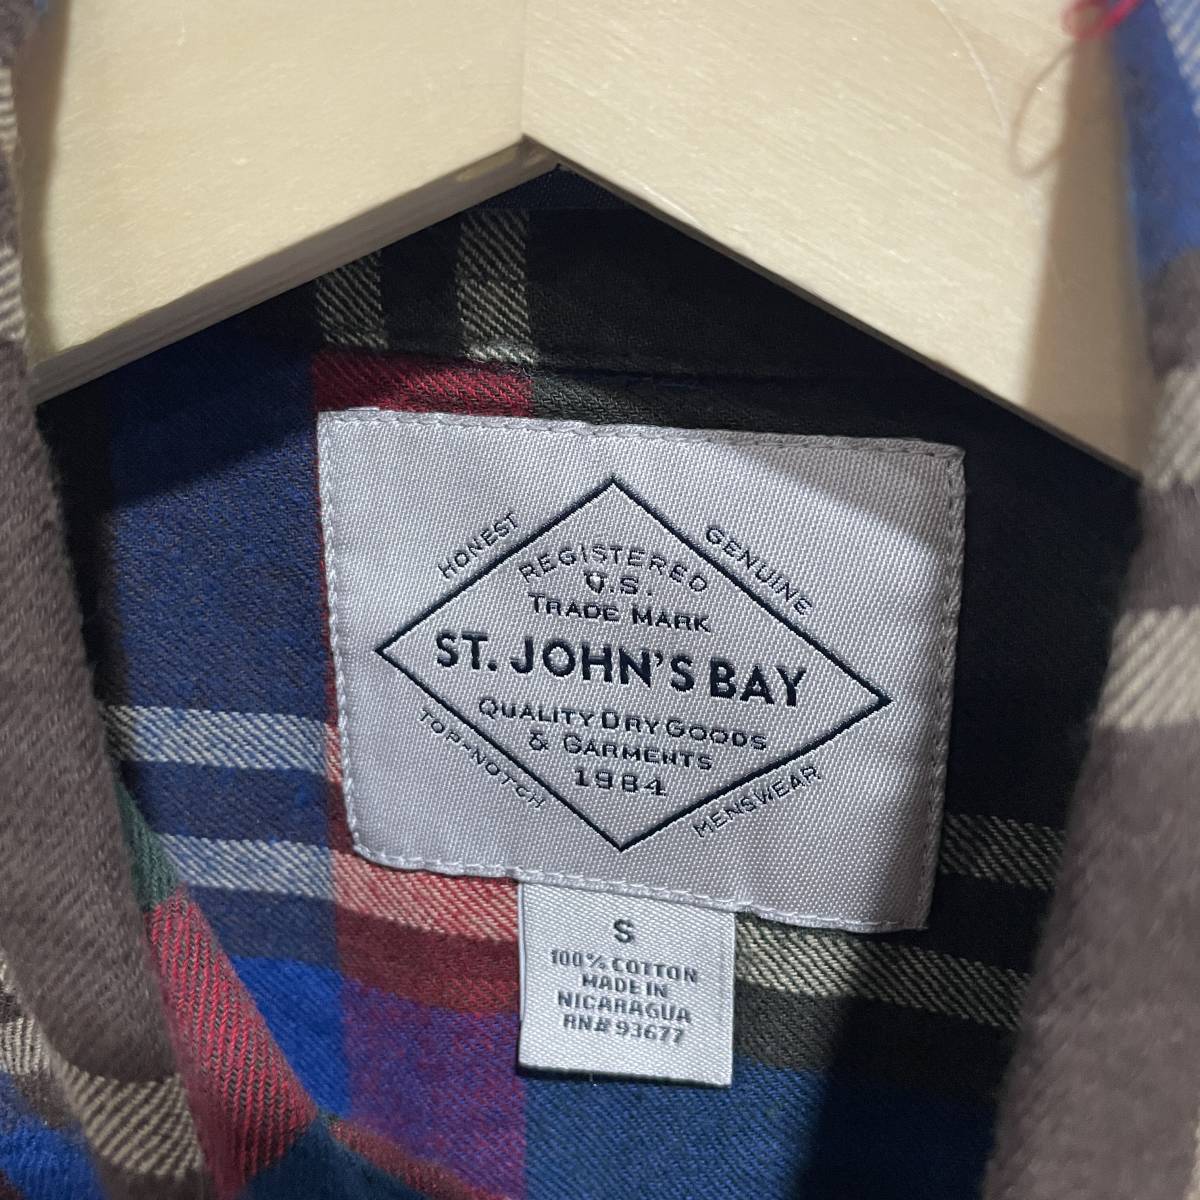 HONEST
GENUINE
REGISTERED
U.S.
TRADE MARK
ST. JOHN'S BAY
QUALITY DRY GOODS
& GARMENTS
1984
TOP-NOTCH
MENSWEAR
S
100% COTTON
MADE IN
NICARAGUA
RN# 93677